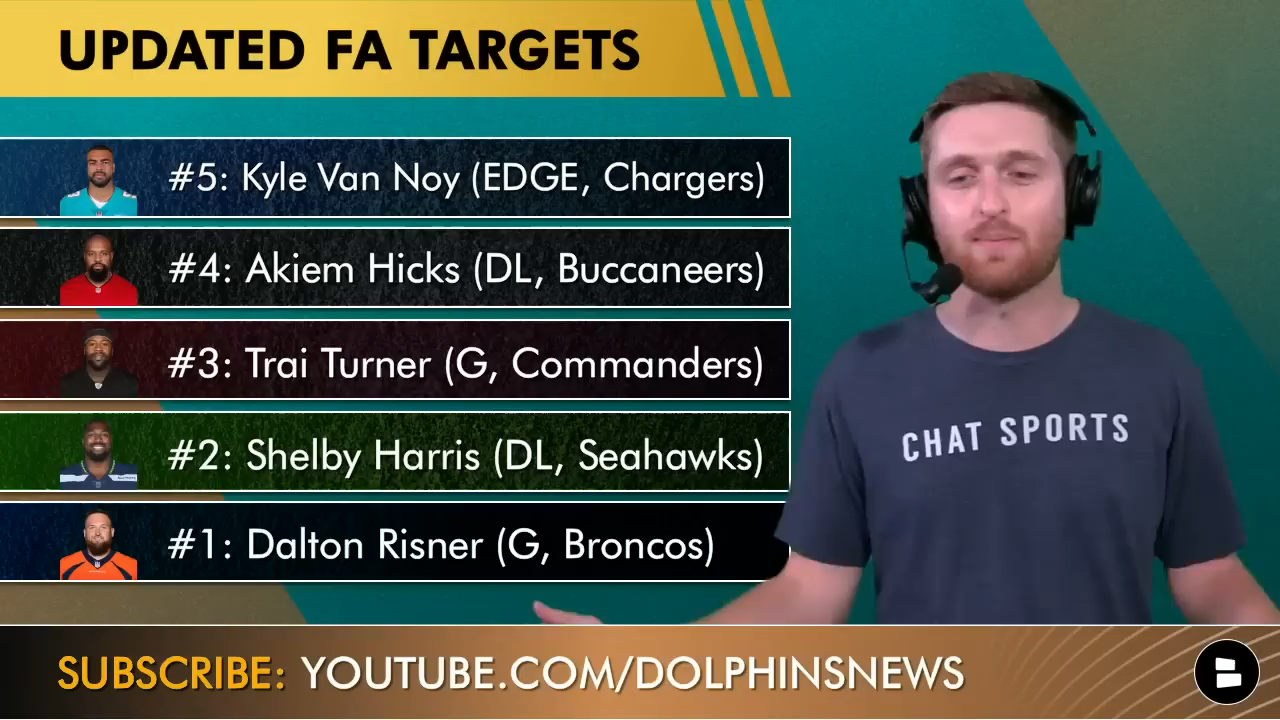 UPDATED FA TARGETS
#5: Kyle Van Noy (EDGE, Chargers)
#4: Akiem Hicks (DL, Buccaneers)
#3: Trai Turner (G, Commanders)
#2: Shelby Harris (DL, Seahawks)
#1: Dalton Risner (G, Broncos)
CHAT SPORTS
SUBSCRIBE: YOUTUBE.COM/DOLPHINSNEWS